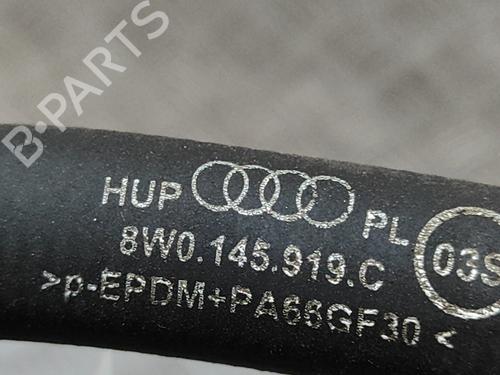 B-PARTS
HUP PL
8W0.145.919.C
03S
>p-EPDM+PA66GF30<